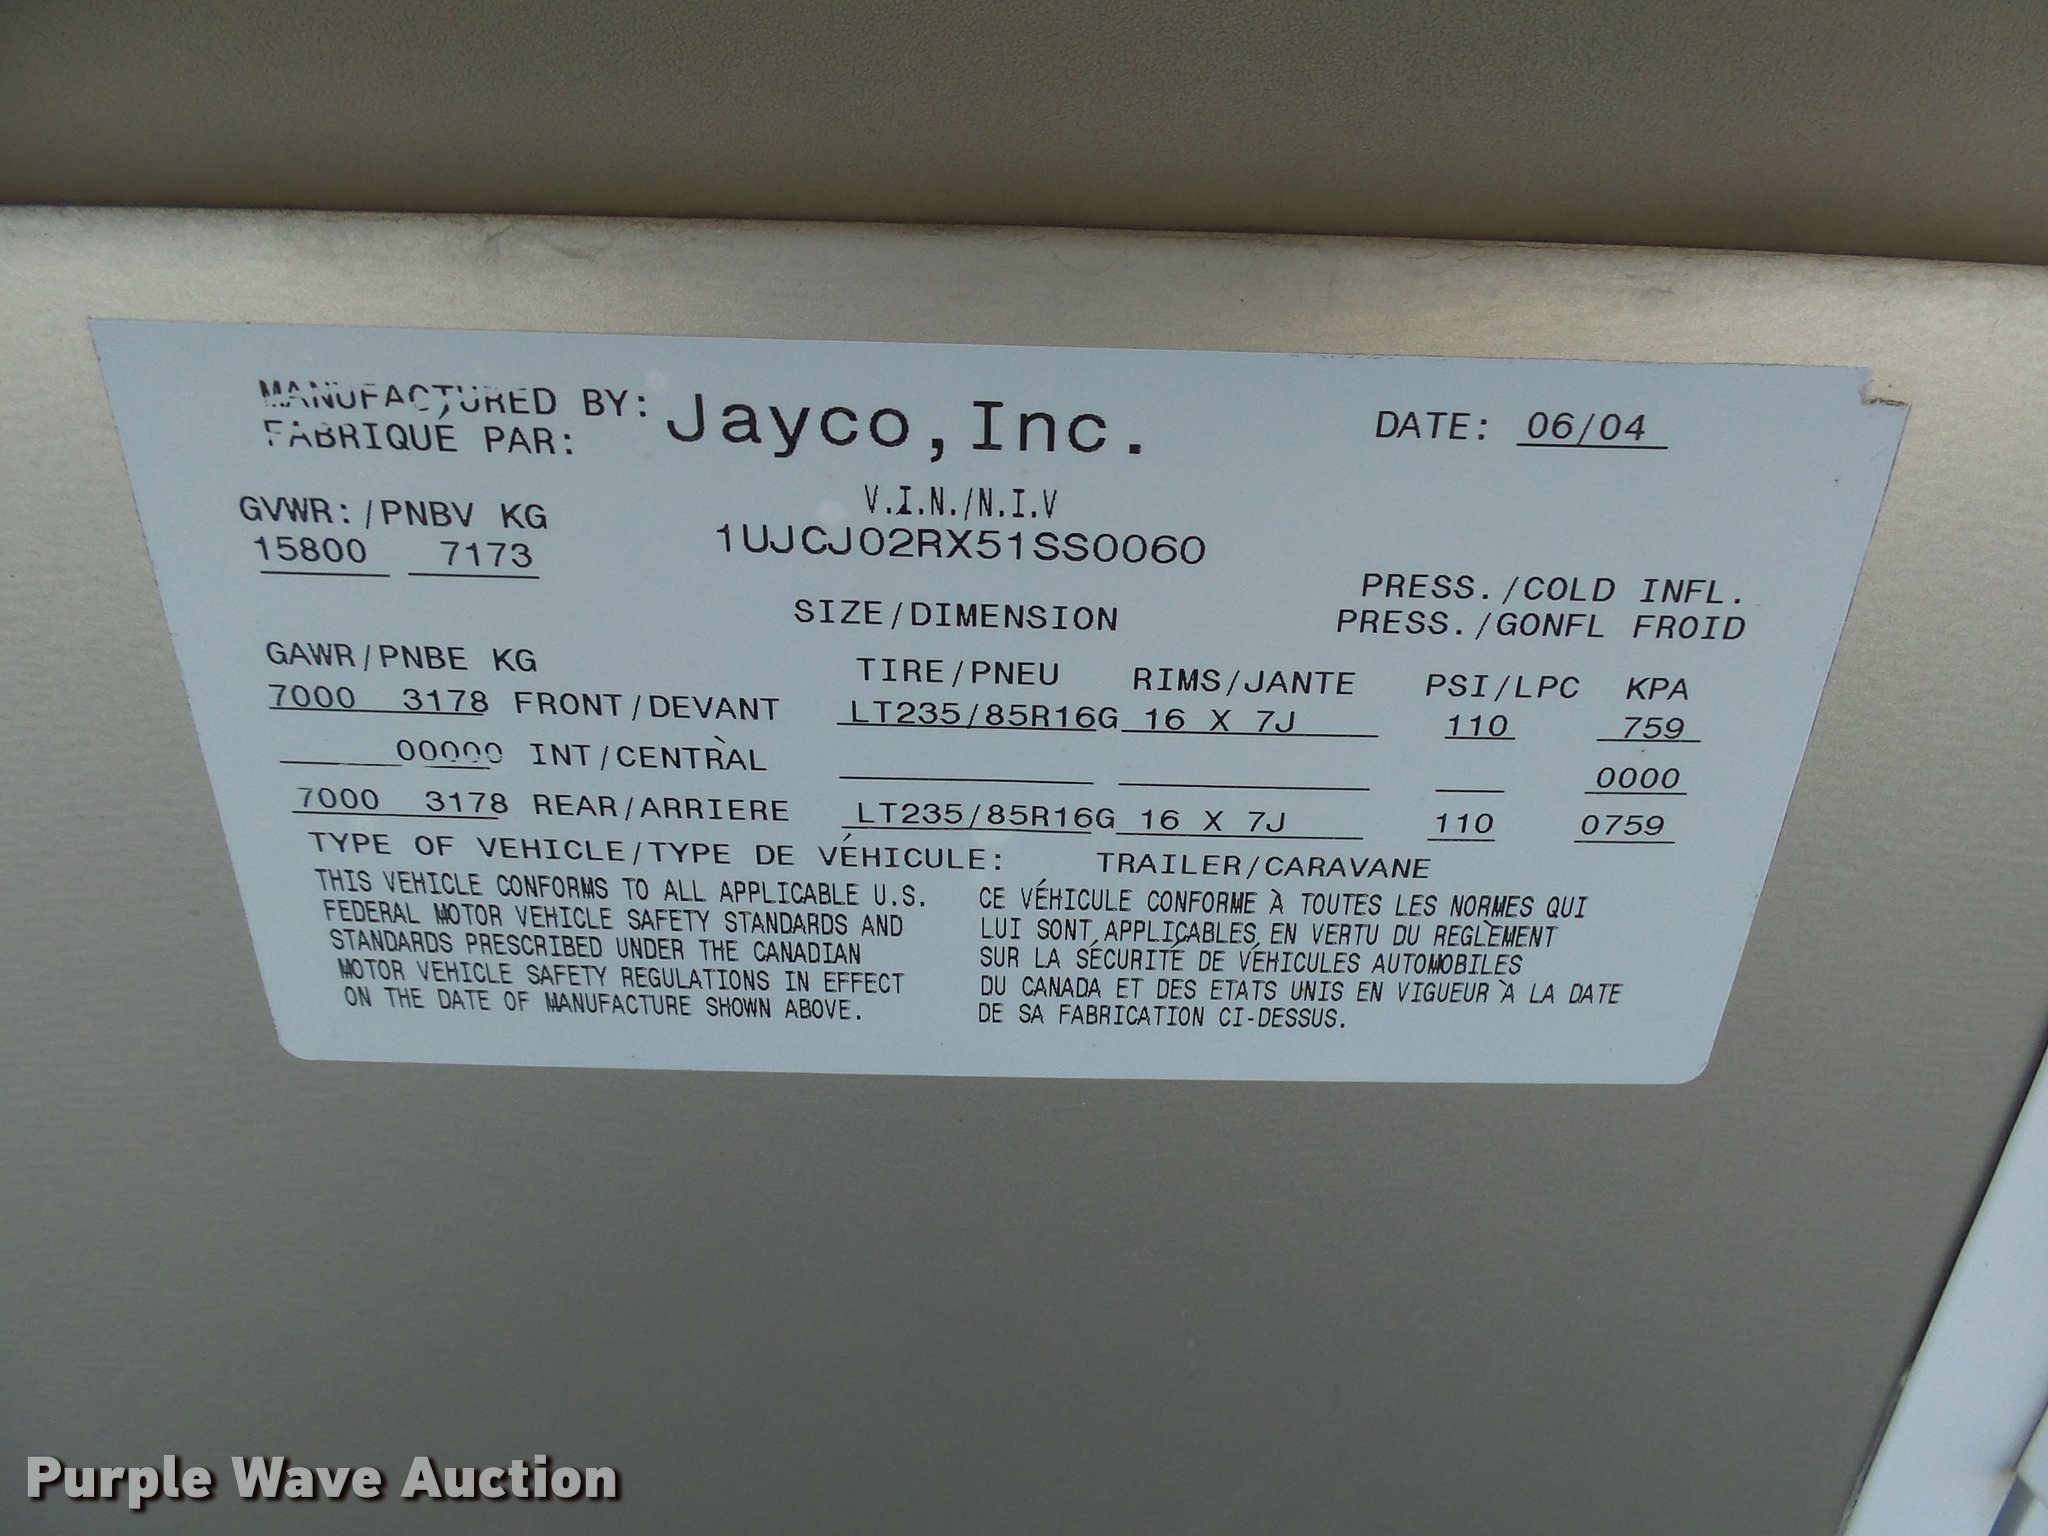 MANUFACTURED BY: Jayco,Inc. DATE: 06/04
FABRIQUÉ PAR:
GVWR:/PNBV KG V.I.N./N.I.V
15800 7173 1UJCJ02RX51SS0060
SIZE/DIMENSION PRESS./COLD INFL.
PRESS./GONFL FROID
GAWR/PNBE KG TIRE/PNEU RIMS/JANTE PSI/LPC KPA
7000 3178 FRONT/DEVANT LT235/85R16G 16 X 7J 110 759
00000 INT/CENTRÀL 0000
7000 3178 REAR/ARRIERE LT235/85R16G 16 X 7J 110 0759
TYPE OF VEHICLE/TYPE DE VÉHICULE: TRAILER/CARAVANE
THIS VEHICLE CONFORMS TO ALL APPLICABLE U.S.
FEDERAL MOTOR VEHICLE SAFETY STANDARDS AND
STANDARDS PRESCRIBED UNDER THE CANADIAN
MOTOR VEHICLE SAFETY REGULATIONS IN EFFECT
ON THE DATE OF MANUFACTURE SHOWN ABOVE.
CE VÉHICULE CONFORME À TOUTES LES NORMES QUI
LUI SONT APPLICABLES EN VERTU DU REGLEMENT
SUR LA SÉCURITÉ DE VÉHICULES AUTOMOBILES
DU CANADA ET DES ETATS UNIS EN VIGUEUR À LA DATE
DE SA FABRICATION CI-DESSUS.
Purple Wave Auction